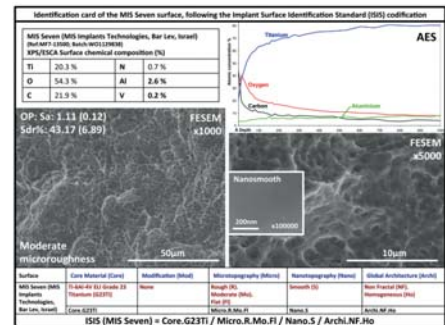 Identification card of the MIS Seven surface, following the Implant Surface Identification Standard (ISIS) codification
MIS Seven (MIS Implants Technologies, Bar Lev, Israel)
(Ref:MF7-13500; Batch:WO1129838)
XPS/ESCA Surface chemical composition (%)
Ti 20.3 % N 0.7 %
O 54.3 % Al 2.6 %
C 21.9 % V 0.2 %
AES
Titanium
Oxygen
Carbon
Aluminium
Depth
OP: Sa: 1.11 (0.12)
Sdr%: 43.17 (6.89)
FESEM
x1000
Moderate
microroughness
50µm
FESEM
x5000
Nanosmooth
200nm x100000
10µm
Surface Core Material (Core) Modification (Mod) Microtopography (Micro) Nanotopography (Nano) Global Architecture (Archi)
MIS Seven (MIS Implants Technologies, Bar Lev, Israel)
Ti-6Al-4V ELI Grade 23 Titanium (G23Ti)
None
Rough (R), Moderate (Mo), Flat (Fl)
Smooth (S)
Non Fractal (NF), Homogeneous (Ho)
Core.G23Ti Micro.R.Mo.Fl Nano.S Archi.NF.Ho
ISIS (MIS Seven) = Core.G23Ti / Micro.R.Mo.Fl / Nano.S / Archi.NF.Ho